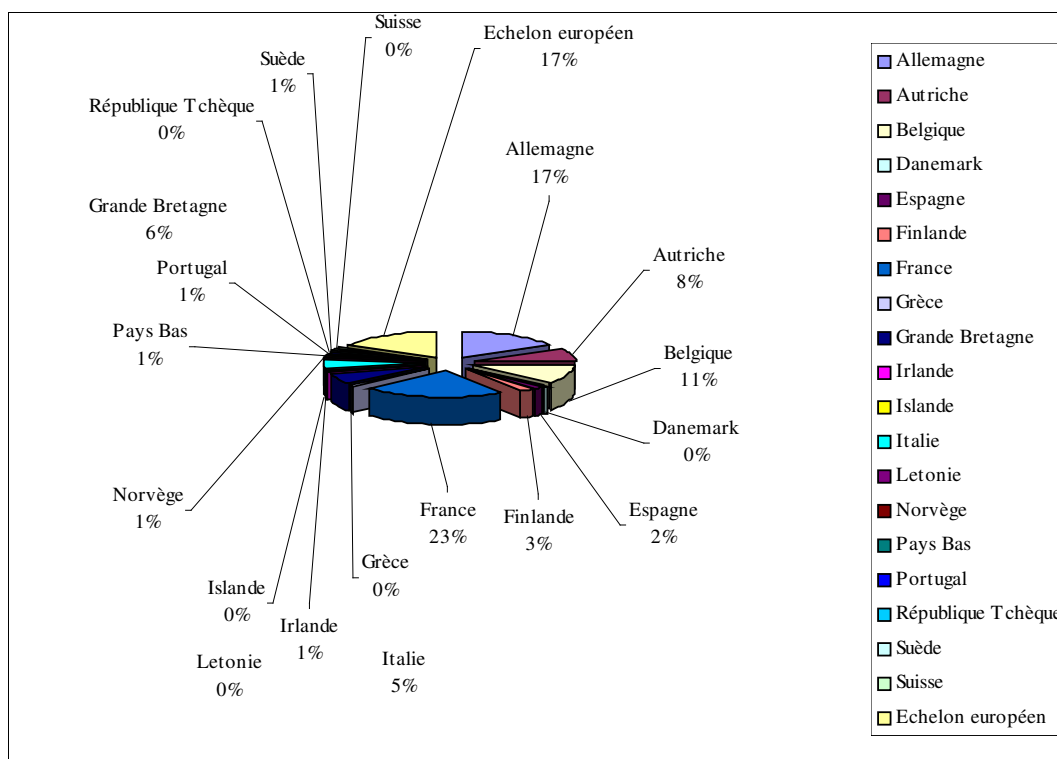 Suisse
0%
Echelon européen
17%
Suède
1%
République Tchèque
0%
Allemagne
17%
Grande Bretagne
6%
Autriche
8%
Portugal
1%
Pays Bas
1%
Belgique
11%
Danemark
0%
Norvège
1%
France
23%
Finlande
3%
Espagne
2%
Grèce
0%
Islande
0%
Irlande
1%
Letonie
0%
Italie
5%
Allemagne
Autriche
Belgique
Danemark
Espagne
Finlande
France
Grèce
Grande Bretagne
Irlande
Islande
Italie
Letonie
Norvège
Pays Bas
Portugal
République Tchèque
Suède
Suisse
Echelon européen